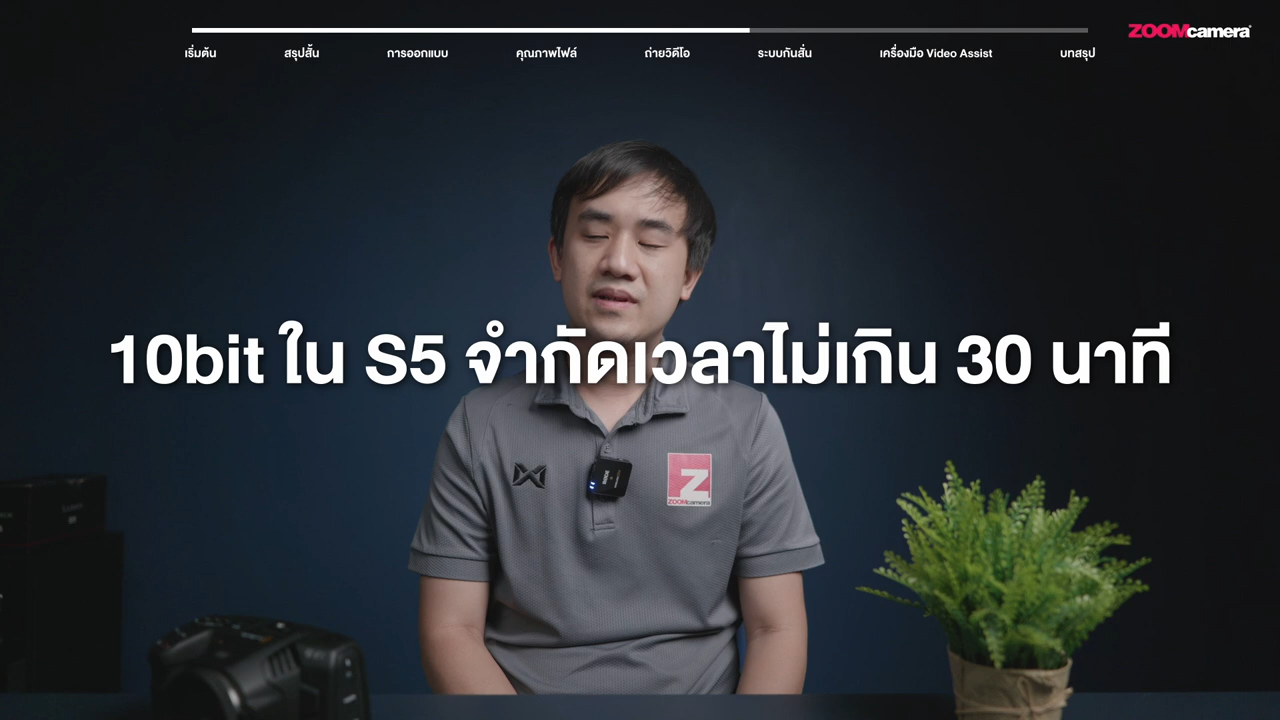 ZOOMcamera
เริ่มต้น
สรุปสั้น
การออกแบบ
คุณภาพไฟล์
ถ่ายวิดีโอ
ระบบกันสั่น
เครื่องมือ Video Assist
บทสรุป
10bit ใน S5 จำกัดเวลาไม่เกิน 30 นาที
RODE
Z
ZOOMcamera